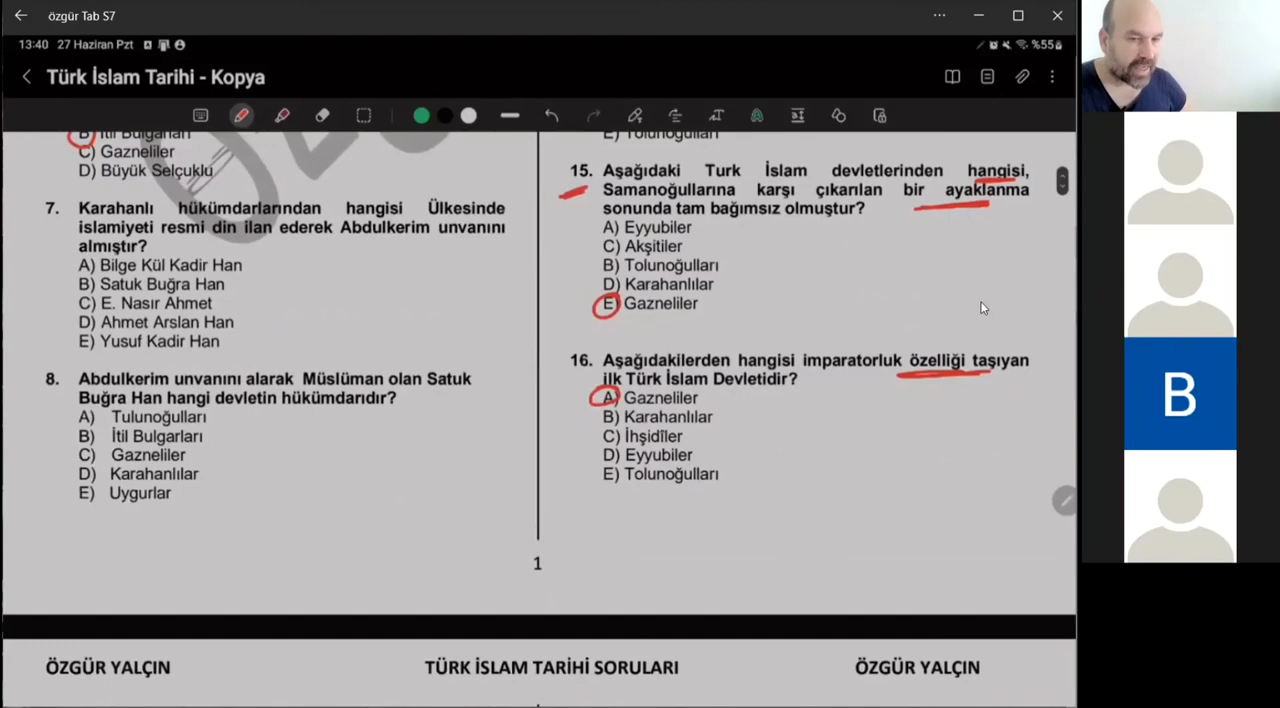 özgür Tab S7
13:40 27 Haziran Pzt
%55
Türk İslam Tarihi - Kopya
B) İtil Bulgarları
C) Gazneliler
D) Büyük Selçuklu
7. Karahanlı hükümdarlarından hangisi Ülkesinde
islamiyeti resmi din ilan ederek Abdulkerim unvanını
almıştır?
A) Bilge Kül Kadir Han
B) Satuk Buğra Han
C) E. Nasır Ahmet
D) Ahmet Arslan Han
E) Yusuf Kadir Han
8. Abdulkerim unvanını alarak Müslüman olan Satuk
Buğra Han hangi devletin hükümdarıdır?
A) Tulunoğulları
B) İtil Bulgarları
C) Gazneliler
D) Karahanlılar
E) Uygurlar
E) Tolunoğulları
15. Aşağıdaki Turk İslam devletlerinden hangisi,
Samanoğullarına karşı çıkarılan bir ayaklanma
sonunda tam bağımsız olmuştur?
A) Eyyubiler
C) Akşitiler
B) Tolunoğulları
D) Karahanlılar
E) Gazneliler
16. Aşağıdakilerden hangisi imparatorluk özelliği taşıyan
ilk Türk İslam Devletidir?
A) Gazneliler
B) Karahanlılar
C) İhşidîler
D) Eyyubiler
E) Tolunoğulları
1
ÖZGÜR YALÇIN TÜRK İSLAM TARİHİ SORULARI ÖZGÜR YALÇIN
B